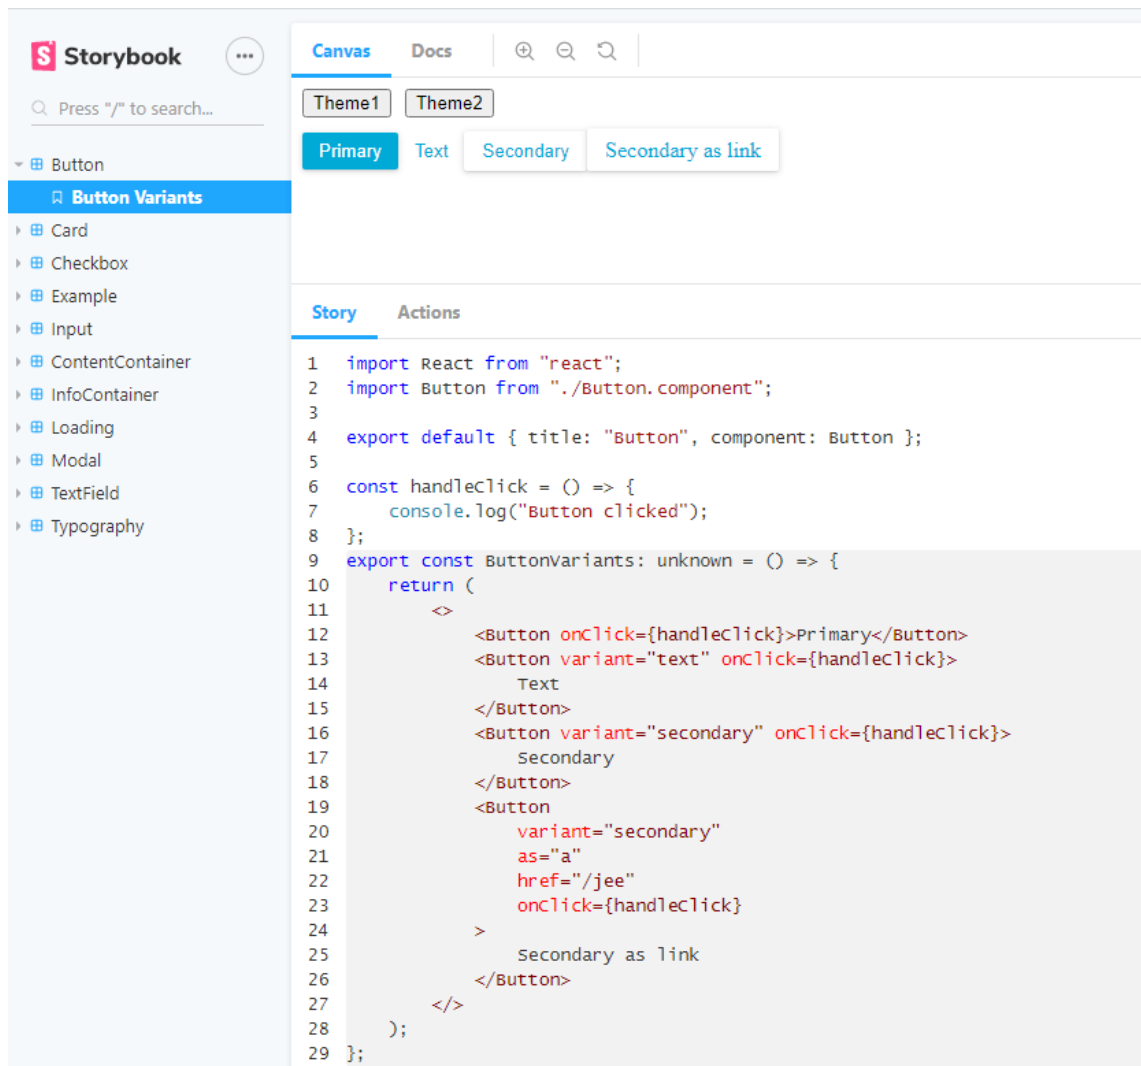 Storybook
Press "/" to search...
Button
Button Variants
Card
Checkbox
Example
Input
ContentContainer
InfoContainer
Loading
Modal
TextField
Typography
Canvas Docs
Theme1 Theme2
Primary Text Secondary Secondary as link
Story Actions
1 import React from "react";
2 import Button from "./Button.component";
3
4 export default { title: "Button", component: Button };
5
6 const handleClick = () => {
7     console.log("Button clicked");
8 };
9 export const ButtonVariants: unknown = () => {
10     return (
11         <>
12             <Button onClick={handleClick}>Primary</Button>
13             <Button variant="text" onClick={handleClick}>
14                 Text
15             </Button>
16             <Button variant="secondary" onClick={handleClick}>
17                 Secondary
18             </Button>
19             <Button
20                 variant="secondary"
21                 as="a"
22                 href="/jee"
23                 onClick={handleClick}
24             >
25                 Secondary as link
26             </Button>
27         </>
28     );
29 };